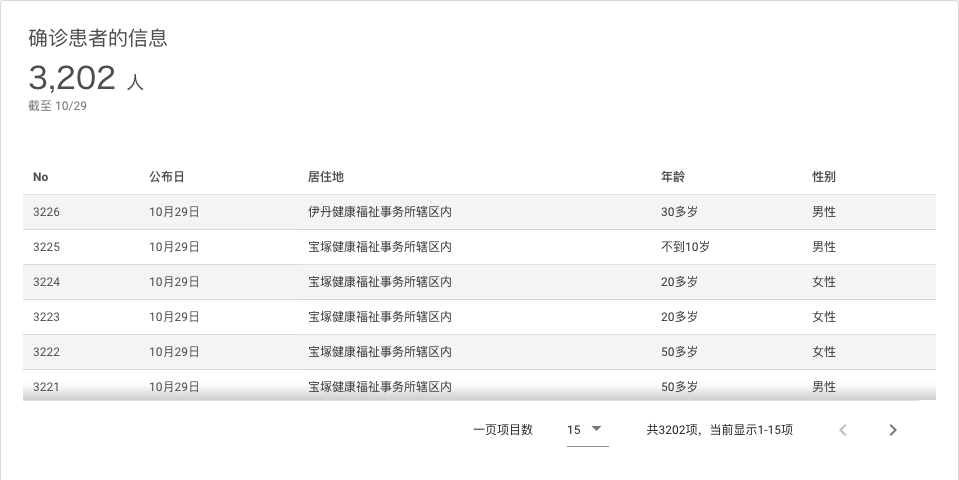 确诊患者的信息
3,202 人
截至 10/29
No 公布日 居住地 年龄 性别
3226 10月29日 伊丹健康福祉事务所辖区内 30多岁 男性
3225 10月29日 宝塚健康福祉事务所辖区内 不到10岁 男性
3224 10月29日 宝塚健康福祉事务所辖区内 20多岁 女性
3223 10月29日 宝塚健康福祉事务所辖区内 20多岁 女性
3222 10月29日 宝塚健康福祉事务所辖区内 50多岁 女性
3221 10月29日 宝塚健康福祉事务所辖区内 50多岁 男性
一页项目数 15 共3202项，当前显示1-15项